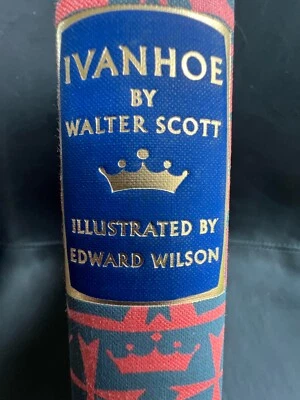 IVANHOE
BY
WALTER SCOTT
ILLUSTRATED BY
EDWARD WILSON